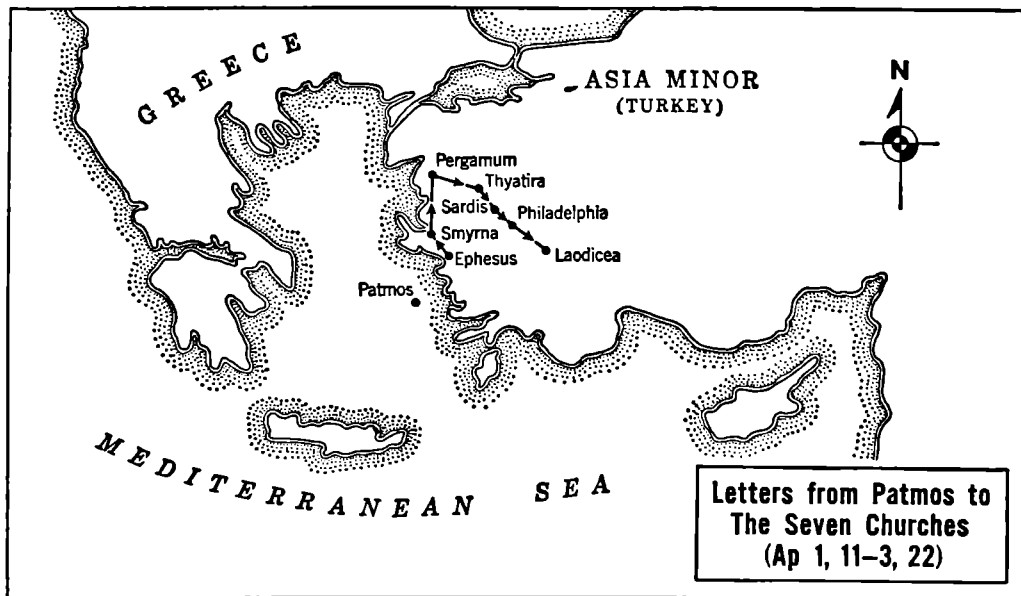 GREECE
ASIA MINOR
(TURKEY)
N
Pergamum
Thyatira
Sardis
Philadelphia
Smyrna
Ephesus
Laodicea
Patmos
MEDITERRANEAN SEA
Letters from Patmos to
The Seven Churches
(Ap 1, 11–3, 22)